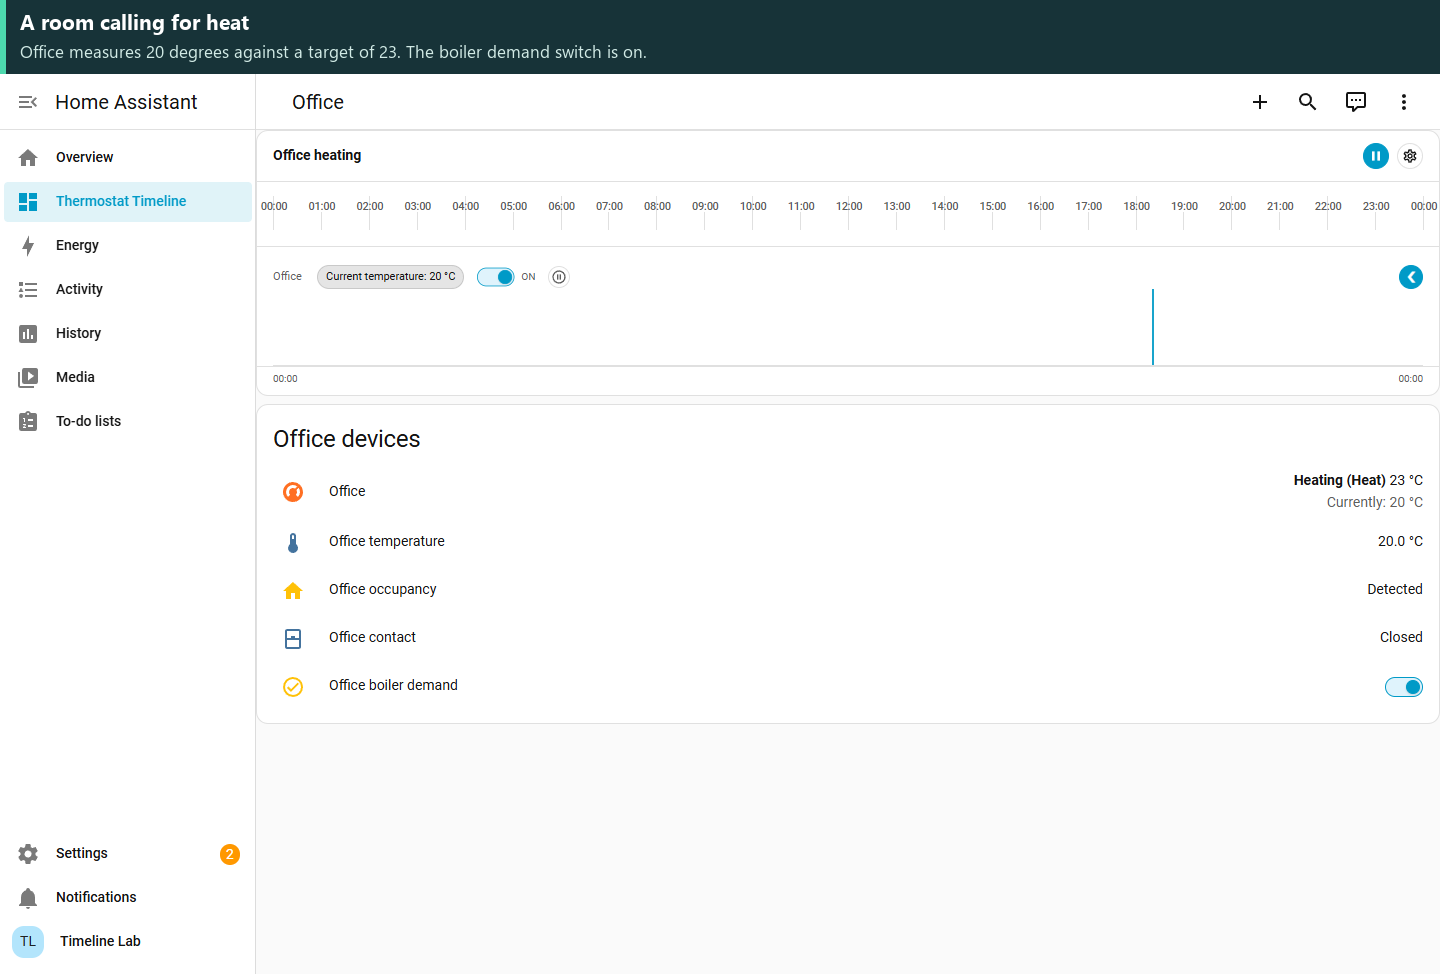 A room calling for heat
Office measures 20 degrees against a target of 23. The boiler demand switch is on.
Home Assistant
Office
Overview
Thermostat Timeline
Energy
Activity
History
Media
To-do lists
Settings
2
Notifications
TL
Timeline Lab
Office heating
00:00 01:00 02:00 03:00 04:00 05:00 06:00 07:00 08:00 09:00 10:00 11:00 12:00 13:00 14:00 15:00 16:00 17:00 18:00 19:00 20:00 21:00 22:00 23:00 00:00
Office Current temperature: 20 °C ON
00:00 00:00
Office devices
Office Heating (Heat) 23 °C
Currently: 20 °C
Office temperature 20.0 °C
Office occupancy Detected
Office contact Closed
Office boiler demand